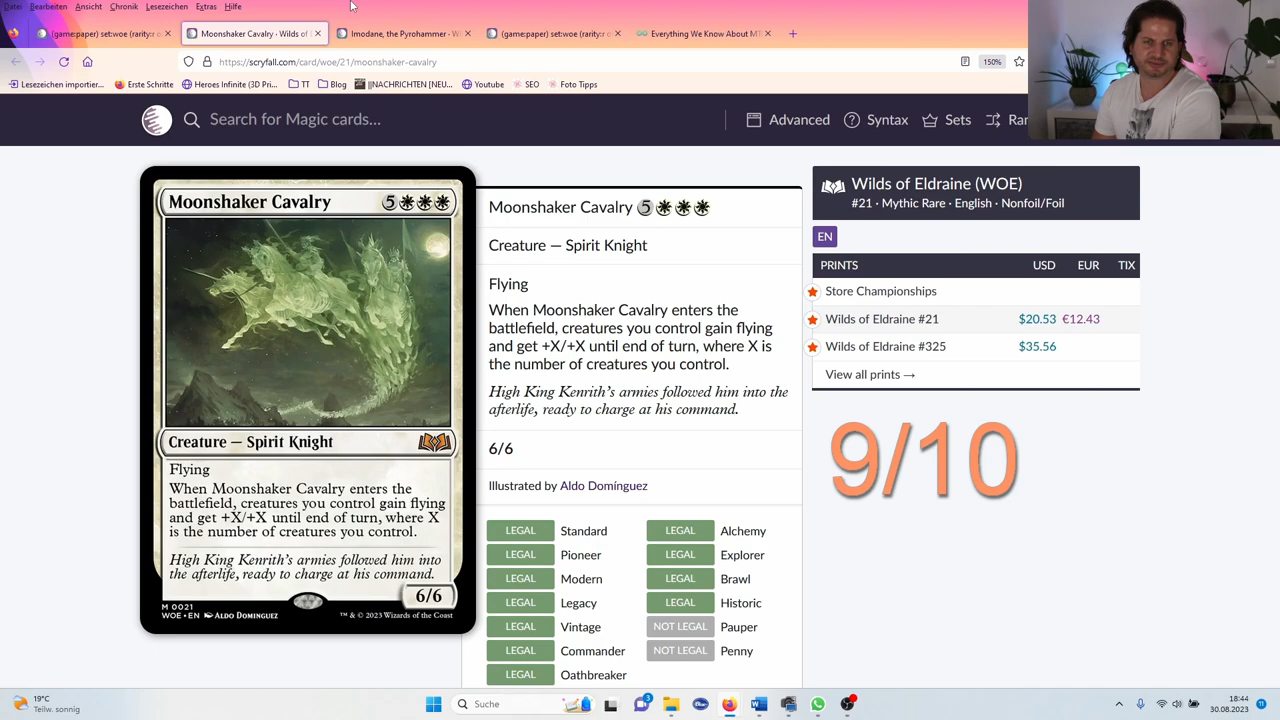 Datei Bearbeiten Ansicht Chronik Lesezeichen Extras Hilfe
(game:paper) set:woe (rarity:r o
Moonshaker Cavalry · Wilds of
Imodane, the Pyrohammer · W
(game:paper) set:woe (rarity:r o
Everything We Know About MT
https://scryfall.com/card/woe/21/moonshaker-cavalry
150%
Lesezeichen importier...
Erste Schritte
Heroes Infinite (3D Pri...
TT
Blog
||NACHRICHTEN [NEU...
Youtube
SEO
Foto Tipps
Search for Magic cards...
Advanced
Syntax
Sets
Ran
Moonshaker Cavalry 5
Creature — Spirit Knight
Flying
When Moonshaker Cavalry enters the
battlefield, creatures you control gain flying
and get +X/+X until end of turn, where X
is the number of creatures you control.
High King Kenrith's armies followed him into
the afterlife, ready to charge at his command.
6/6
M 0021
WOE • EN Aldo Dominguez
™ & © 2023 Wizards of the Coast
Moonshaker Cavalry 5
Creature — Spirit Knight
Flying
When Moonshaker Cavalry enters the
battlefield, creatures you control gain flying
and get +X/+X until end of turn, where X is
the number of creatures you control.
High King Kenrith's armies followed him into the
afterlife, ready to charge at his command.
6/6
Illustrated by Aldo Domínguez
LEGAL Standard LEGAL Alchemy
LEGAL Pioneer LEGAL Explorer
LEGAL Modern LEGAL Brawl
LEGAL Legacy LEGAL Historic
LEGAL Vintage NOT LEGAL Pauper
LEGAL Commander NOT LEGAL Penny
LEGAL Oathbreaker
Wilds of Eldraine (WOE)
#21 · Mythic Rare · English · Nonfoil/Foil
EN
PRINTS USD EUR TIX
Store Championships
Wilds of Eldraine #21 $20.53 €12.43
Wilds of Eldraine #325 $35.56
View all prints →
9/10
19°C
Teilw. sonnig
Suche
3
18:44
30.08.2023